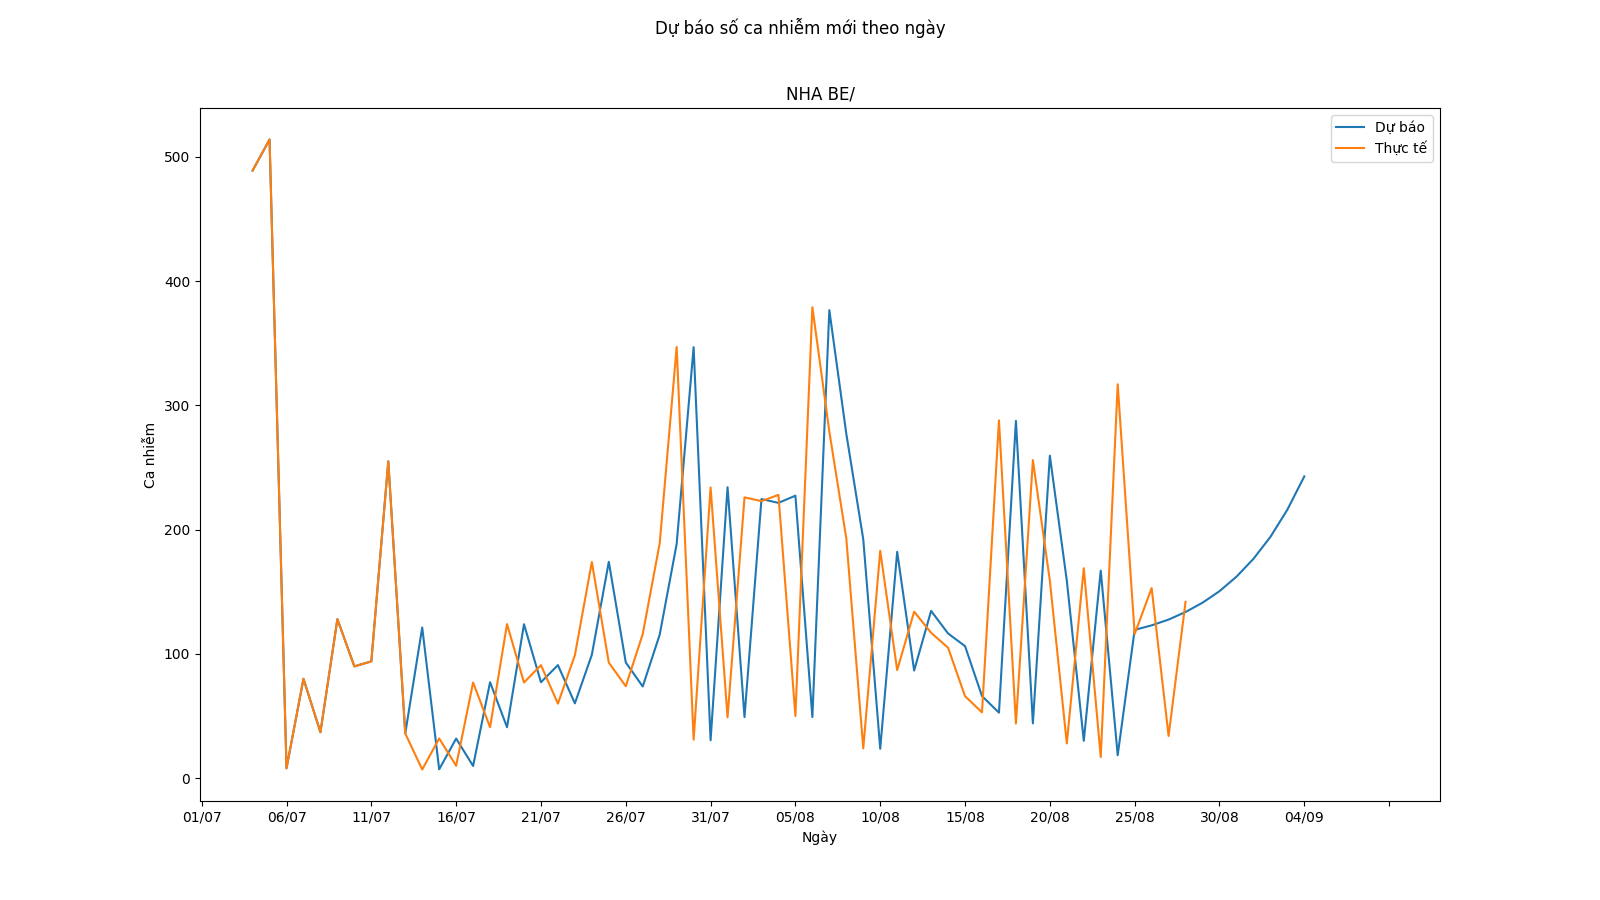 Dự báo số ca nhiễm mới theo ngày
NHA BE/
Dự báo
Thực tế
500
400
300
200
100
0
Ca nhiễm
01/07 06/07 11/07 16/07 21/07 26/07 31/07 05/08 10/08 15/08 20/08 25/08 30/08 04/09
Ngày